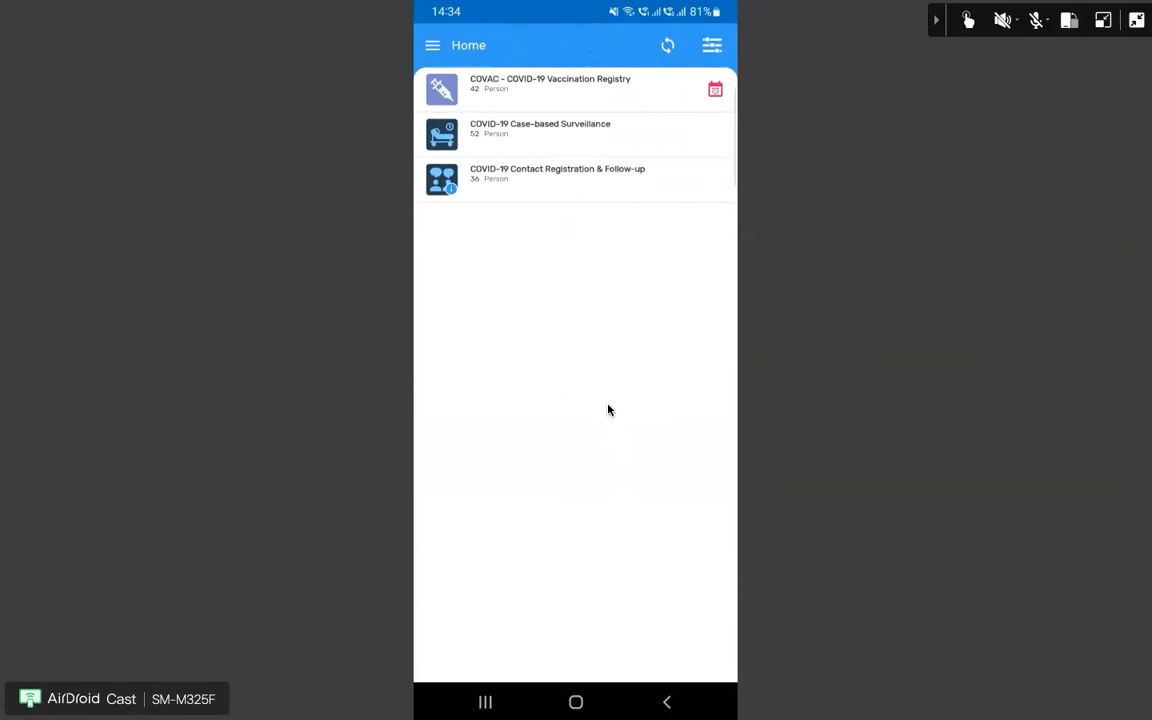 14:34
81%
Home
COVAC - COVID-19 Vaccination Registry
42 Person
COVID-19 Case-based Surveillance
52 Person
COVID-19 Contact Registration & Follow-up
36 Person
AirDroid Cast | SM-M325F